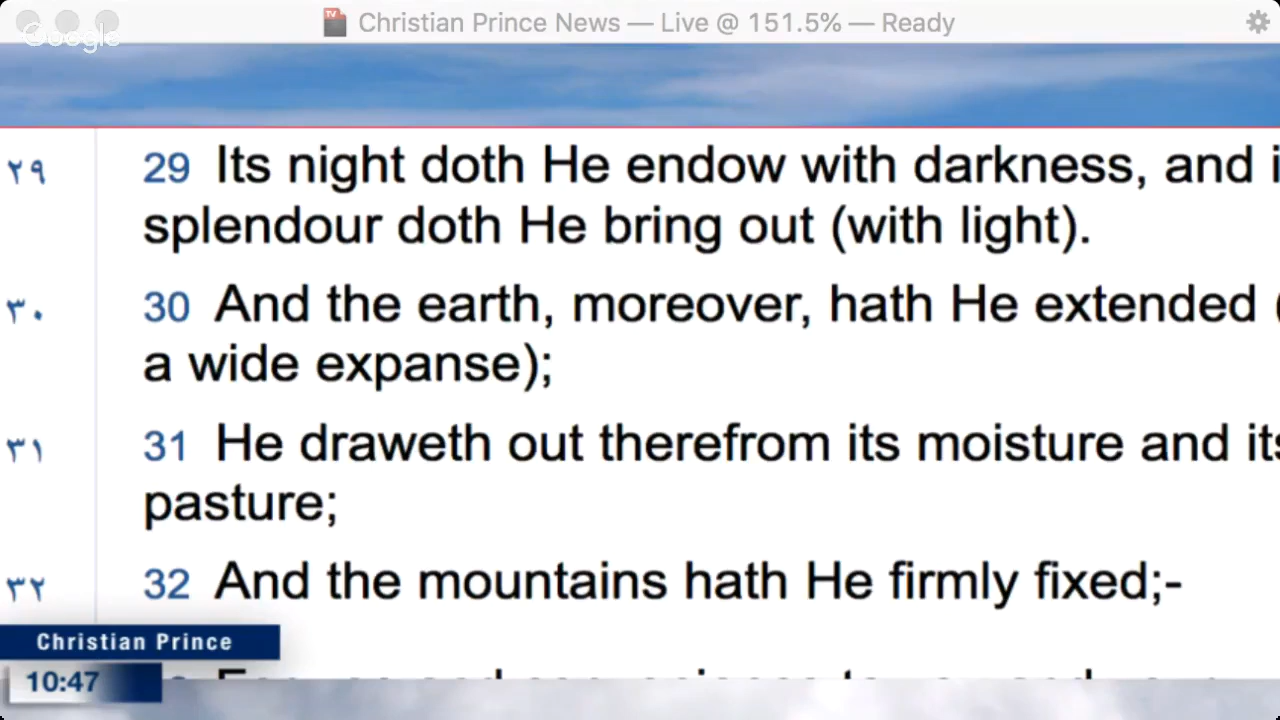 Christian Prince News — Live @ 151.5% — Ready
Google
٢٩ 29 Its night doth He endow with darkness, and
splendour doth He bring out (with light).
٣٠ 30 And the earth, moreover, hath He extended (
a wide expanse);
٣١ 31 He draweth out therefrom its moisture and its
pasture;
٣٢ 32 And the mountains hath He firmly fixed;-
Christian Prince
10:47